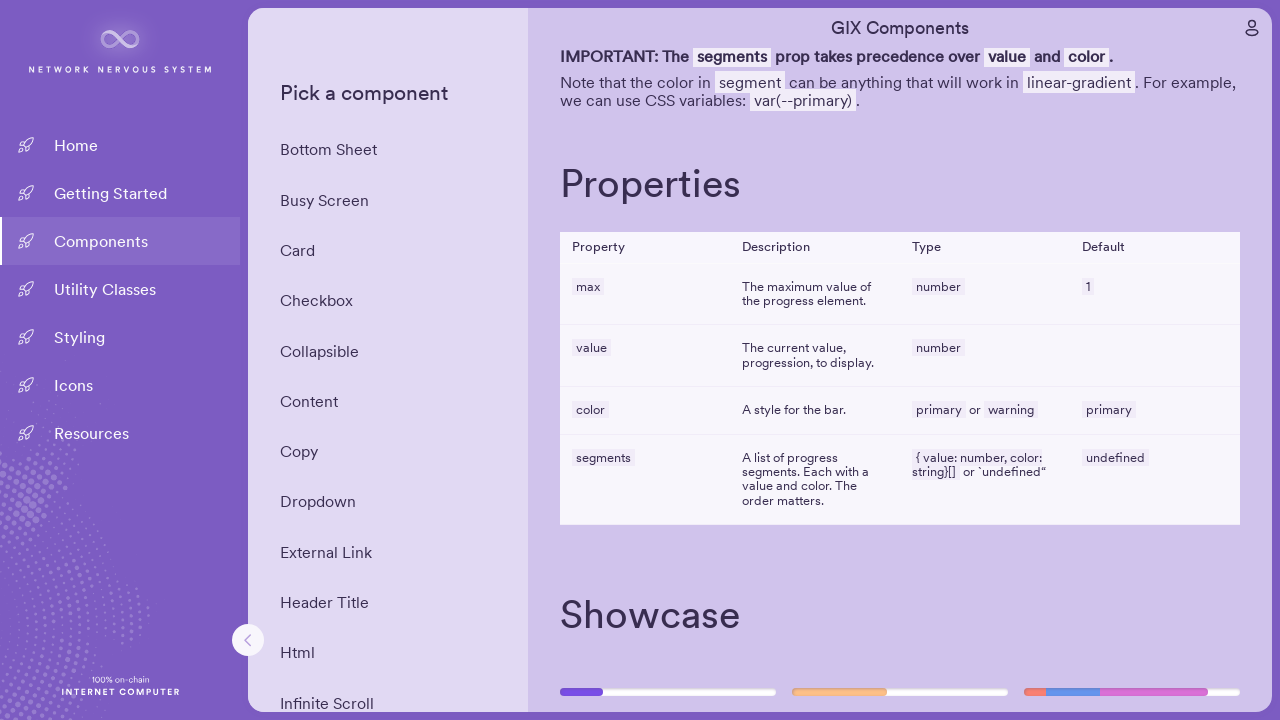 NETWORK NERVOUS SYSTEM
Home
Getting Started
Components
Utility Classes
Styling
Icons
Resources
100% on-chain
INTERNET COMPUTER
Pick a component
Bottom Sheet
Busy Screen
Card
Checkbox
Collapsible
Content
Copy
Dropdown
External Link
Header Title
Html
Infinite Scroll
GIX Components
IMPORTANT: The segments prop takes precedence over value and color.
Note that the color in segment can be anything that will work in linear-gradient. For example,
we can use CSS variables: var(--primary).
Properties
Property Description Type Default
max The maximum value of number 1
the progress element.
value The current value, number
progression, to display.
color A style for the bar. primary or warning primary
segments A list of progress { value: number, color: undefined
segments. Each with a string}[] or `undefined“
value and color. The
order matters.
Showcase